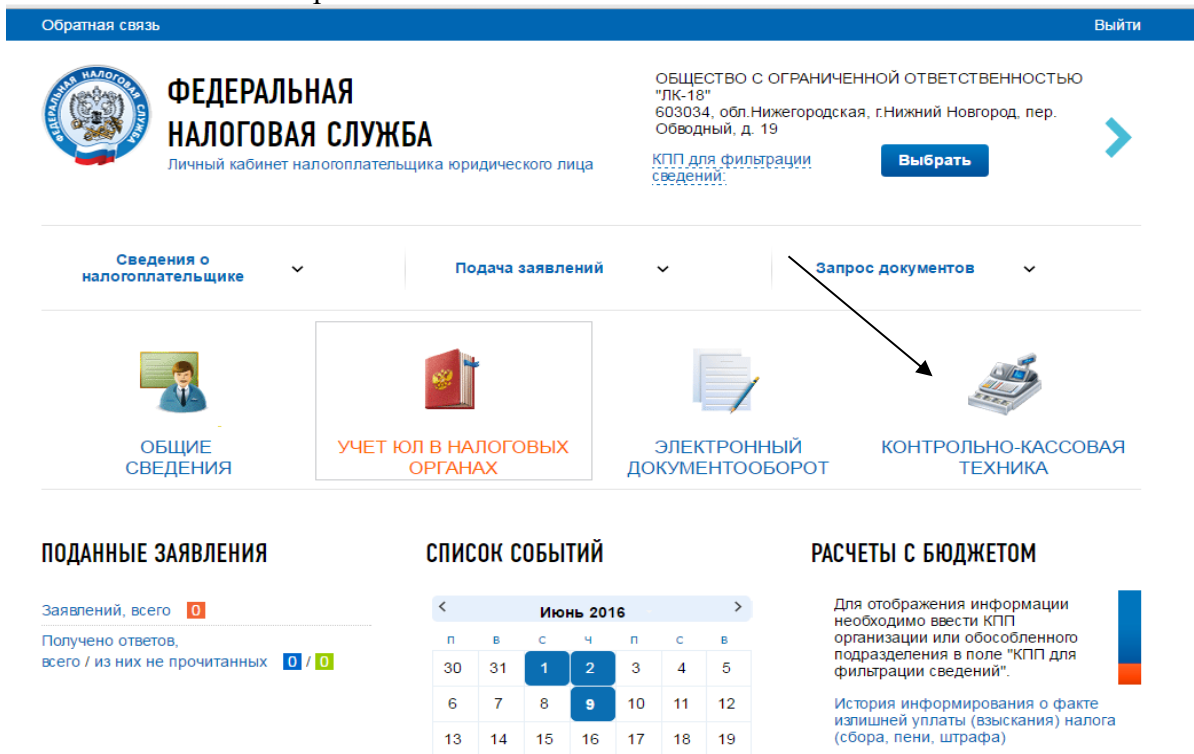 Обратная связь
Выйти
ФЕДЕРАЛЬНАЯ
НАЛОГОВАЯ СЛУЖБА
Личный кабинет налогоплательщика юридического лица
ОБЩЕСТВО С ОГРАНИЧЕННОЙ ОТВЕТСТВЕННОСТЬЮ
"ЛК-18"
603034, обл.Нижегородская, г.Нижний Новгород, пер.
Обводный, д. 19
КПП для фильтрации
сведений:
Выбрать
Сведения о
налогоплательщике
Подача заявлений
Запрос документов
ОБЩИЕ
СВЕДЕНИЯ
УЧЕТ ЮЛ В НАЛОГОВЫХ
ОРГАНАХ
ЭЛЕКТРОННЫЙ
ДОКУМЕНТООБОРОТ
КОНТРОЛЬНО-КАССОВАЯ
ТЕХНИКА
ПОДАННЫЕ ЗАЯВЛЕНИЯ
Заявлений, всего 0
Получено ответов,
всего / из них не прочитанных 0 / 0
СПИСОК СОБЫТИЙ
< Июнь 2016 >
П В С Ч П С В
30 31 1 2 3 4 5
6 7 8 9 10 11 12
13 14 15 16 17 18 19
РАСЧЕТЫ С БЮДЖЕТОМ
Для отображения информации
необходимо ввести КПП
организации или обособленного
подразделения в поле "КПП для
фильтрации сведений".
История информирования о факте
излишней уплаты (взыскания) налога
(сбора, пени, штрафа)